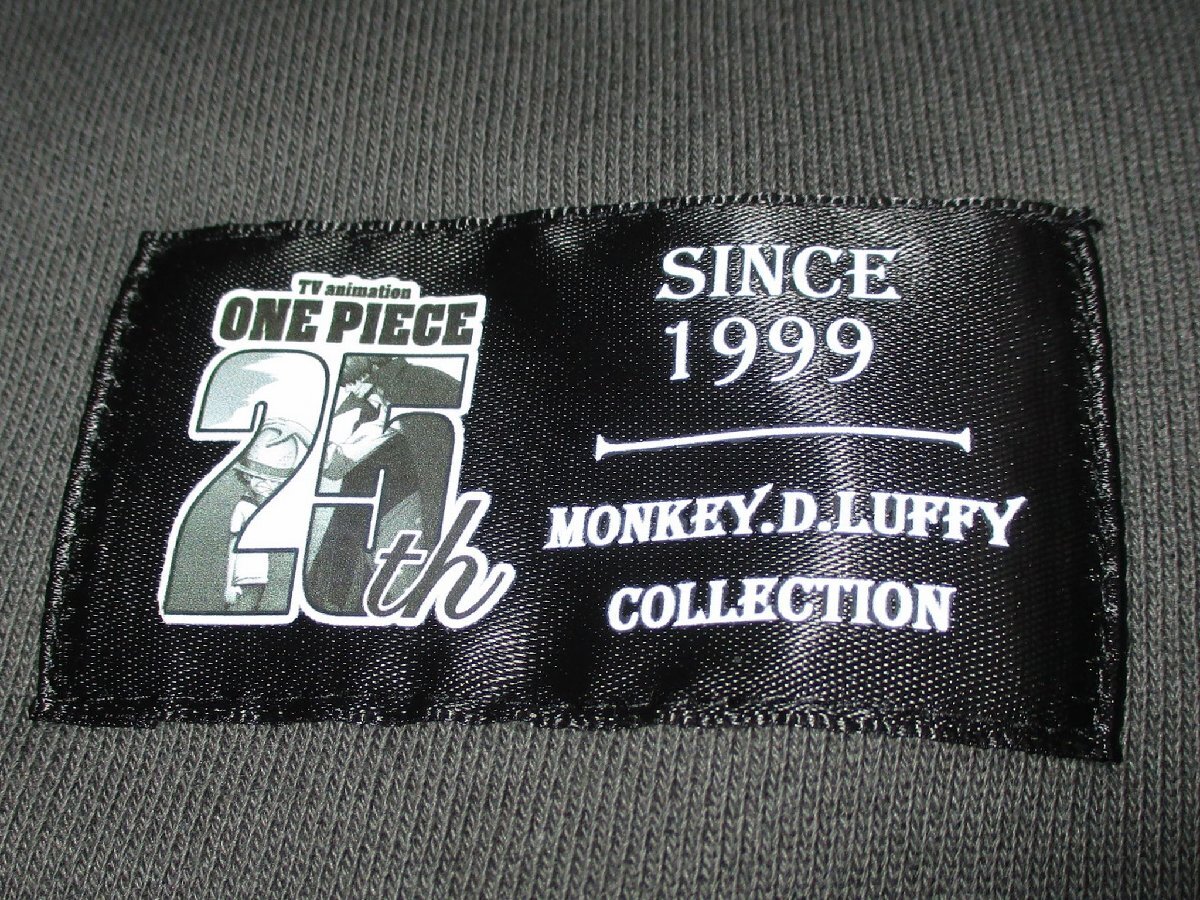 TV animation
ONE PIECE
25th
SINCE
1999
MONKEY.D.LUFFY
COLLECTION